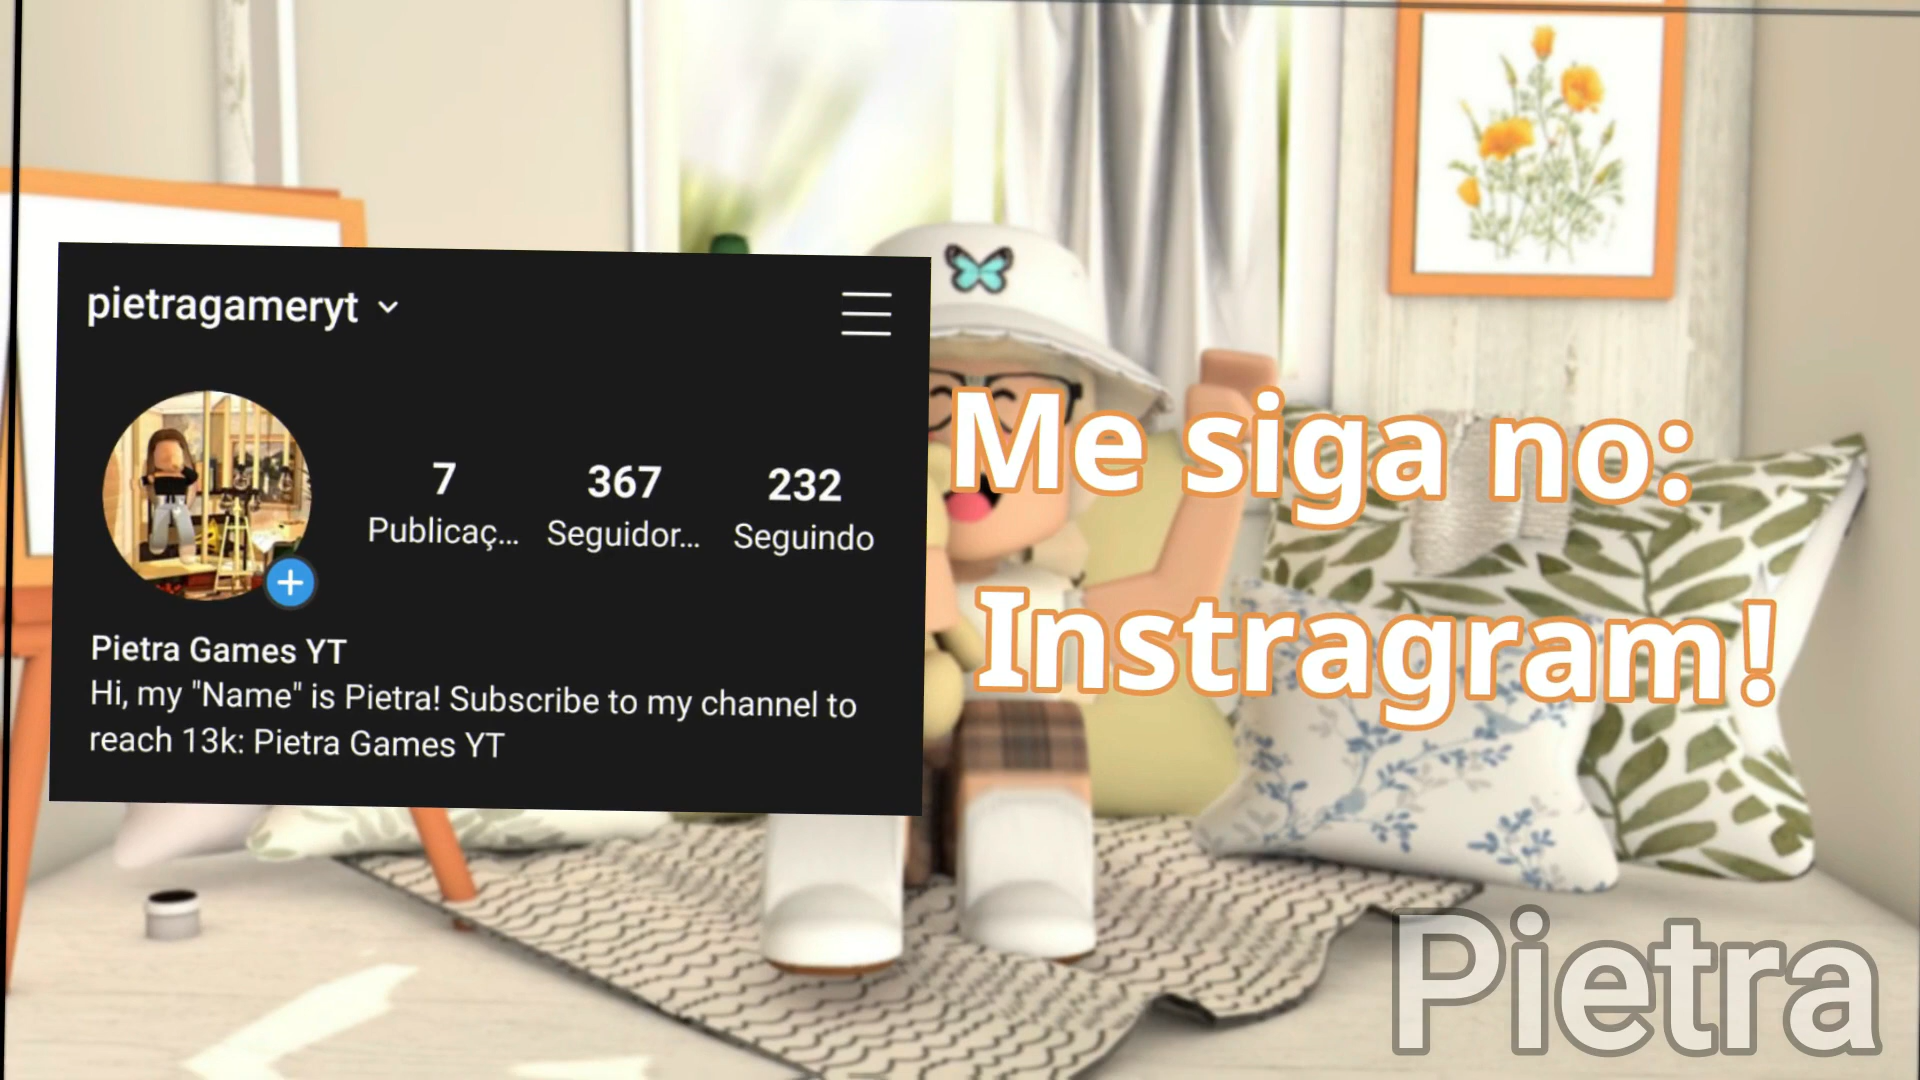 pietragameryt
7 367 232
Publicaç... Seguidor... Seguindo
Pietra Games YT
Hi, my "Name" is Pietra! Subscribe to my channel to
reach 13k: Pietra Games YT
Me siga no:
Instragram!
Pietra